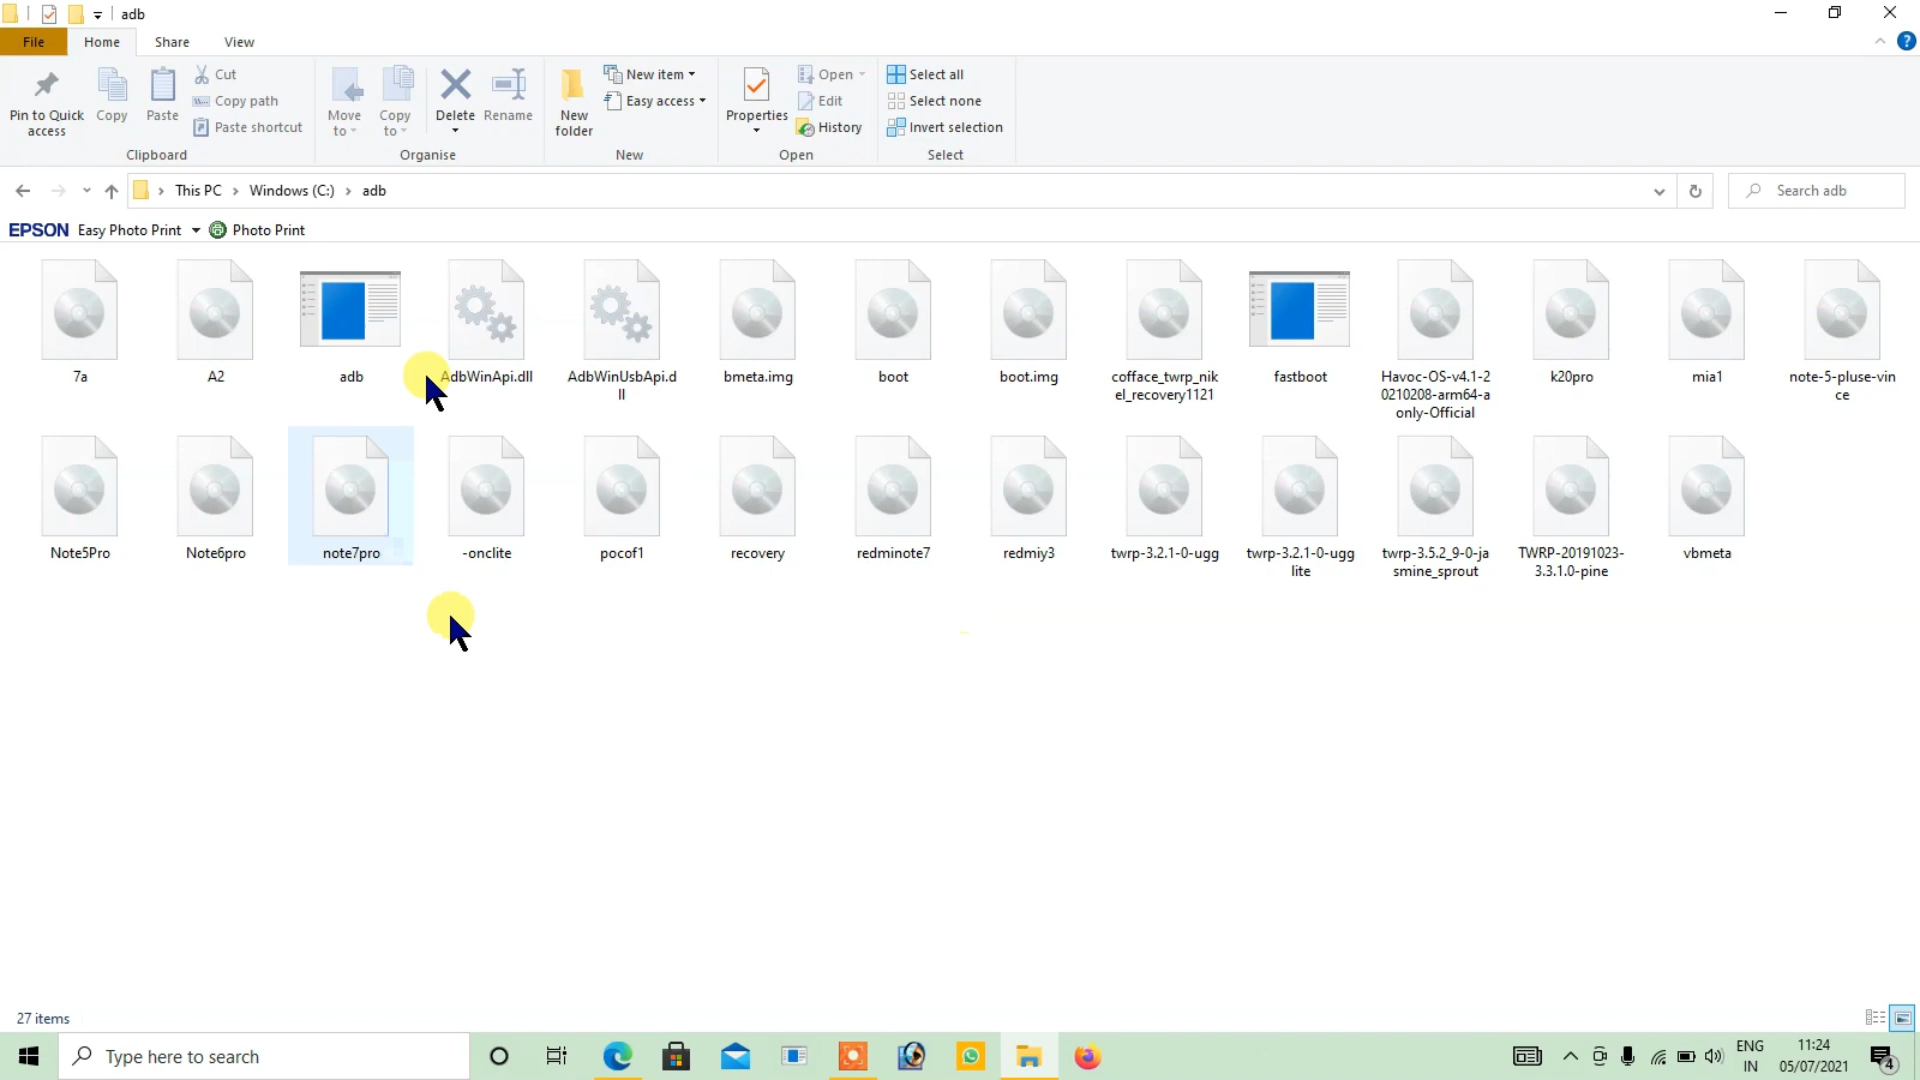 adb
File Home Share View
Pin to Quick access
Copy
Paste
Cut
Copy path
Paste shortcut
Clipboard
Move to
Copy to
Delete
Rename
Organise
New folder
New item
Easy access
New
Properties
Open
Edit
History
Open
Select all
Select none
Invert selection
Select
This PC > Windows (C:) > adb
Search adb
EPSON Easy Photo Print Photo Print
7a
A2
adb
AdbWinApi.dll
AdbWinUsbApi.d
ll
bmeta.img
boot
boot.img
cofface_twrp_nik
el_recovery1121
fastboot
Havoc-OS-v4.1-2
0210208-arm64-a
only-Official
k20pro
mia1
note-5-pluse-vin
ce
Note5Pro
Note6pro
note7pro
-onclite
pocof1
recovery
redminote7
redmiy3
twrp-3.2.1-0-ugg
twrp-3.2.1-0-ugg
lite
twrp-3.5.2_9-0-ja
smine_sprout
TWRP-20191023-
3.3.1.0-pine
vbmeta
27 items
Type here to search
ENG
IN
11:24
05/07/2021
4